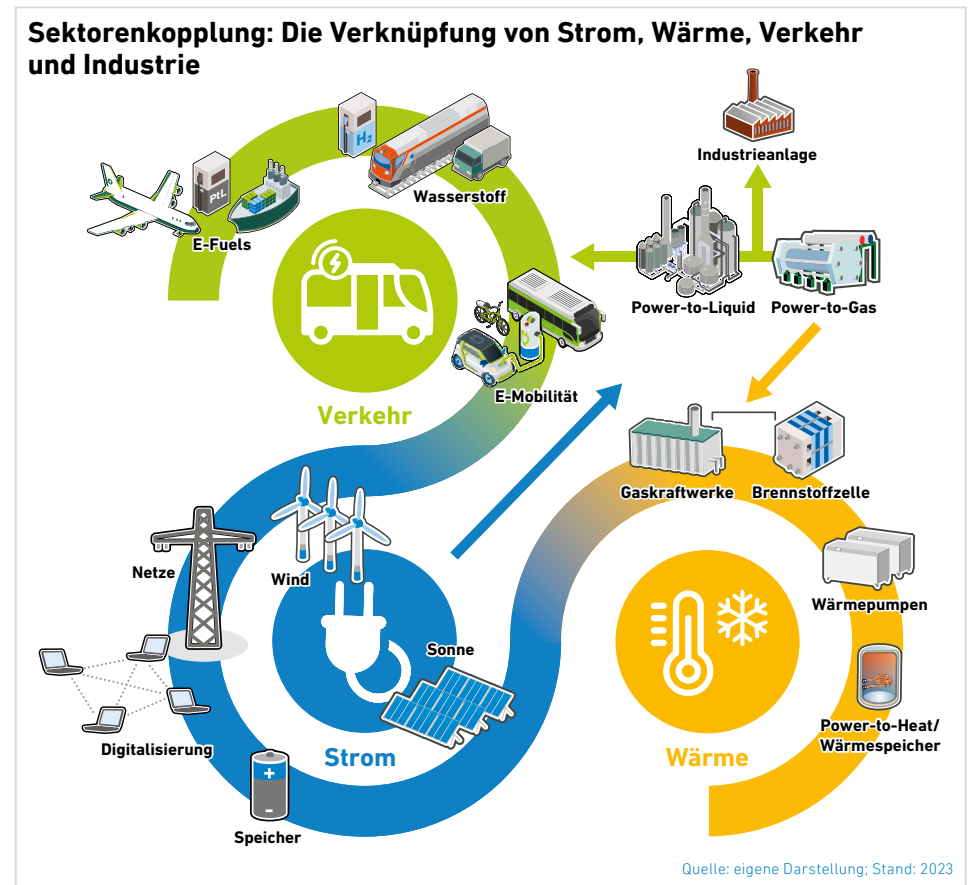 Sektorenkopplung: Die Verknüpfung von Strom, Wärme, Verkehr
und Industrie
Industrieanlage
H2
Wasserstoff
PtL
E-Fuels
Power-to-Liquid
Power-to-Gas
E-Mobilität
Verkehr
Gaskraftwerke
Brennstoffzelle
Netze
Wind
Wärmepumpen
Sonne
Digitalisierung
Strom
Wärme
Power-to-Heat/
Wärmespeicher
Speicher
Quelle: eigene Darstellung; Stand: 2023